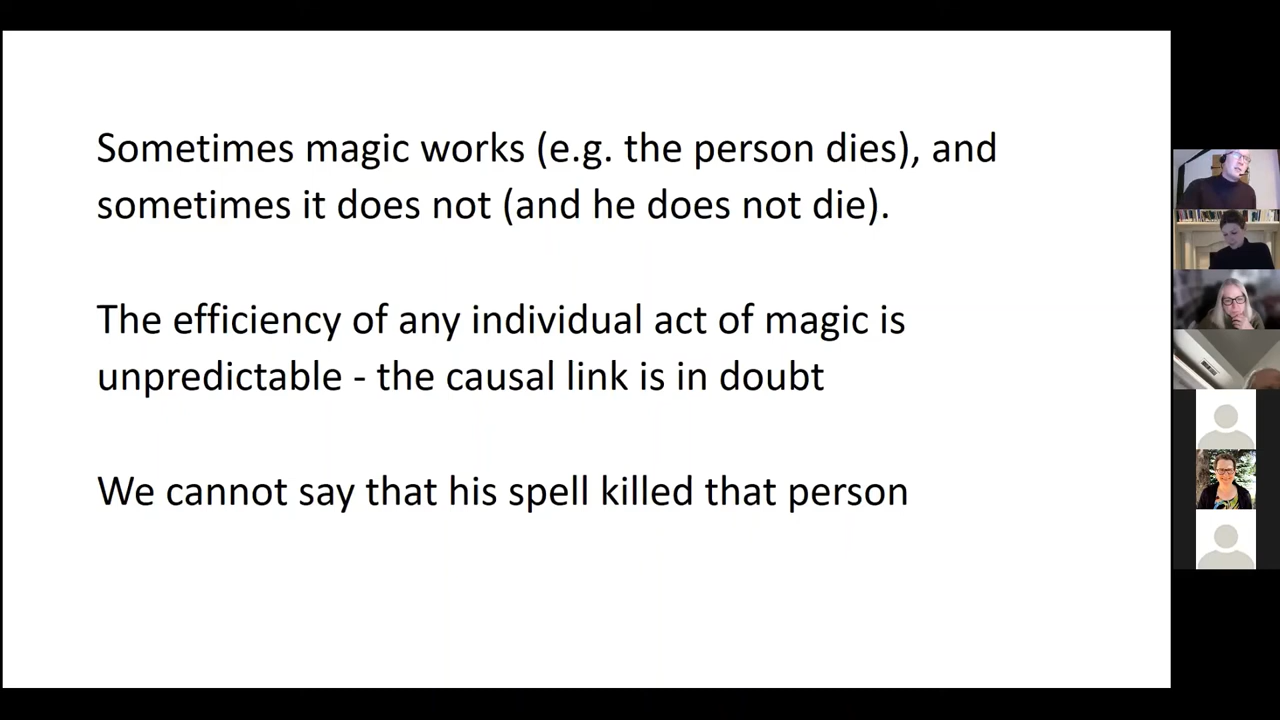 Sometimes magic works (e.g. the person dies), and
sometimes it does not (and he does not die).
The efficiency of any individual act of magic is
unpredictable - the causal link is in doubt
We cannot say that his spell killed that person